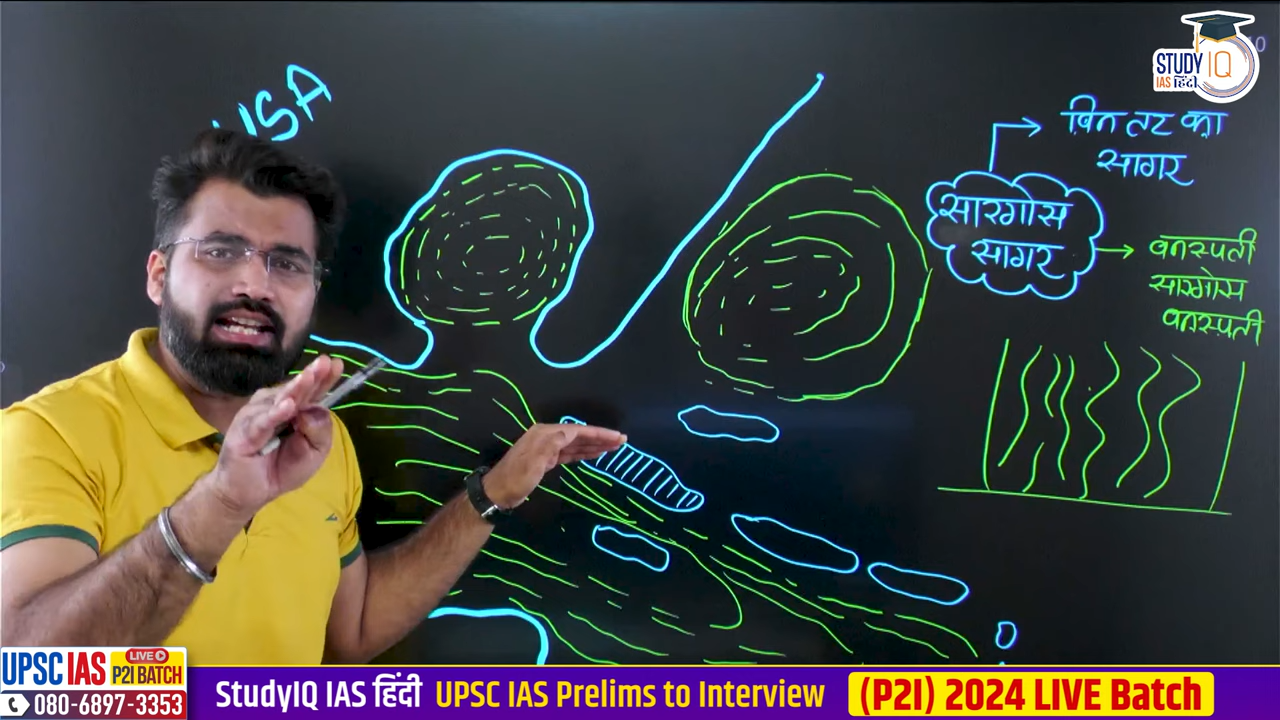 USA
STUDY IQ
IAS हिंदी
बिन तट का
सागर
सारगोस
सागर
वनस्पती
सारगोस
वनस्पती
UPSC IAS
LIVE
P2I BATCH
080-6897-3353
StudyIQ IAS हिंदी UPSC IAS Prelims to Interview (P2I) 2024 LIVE Batch